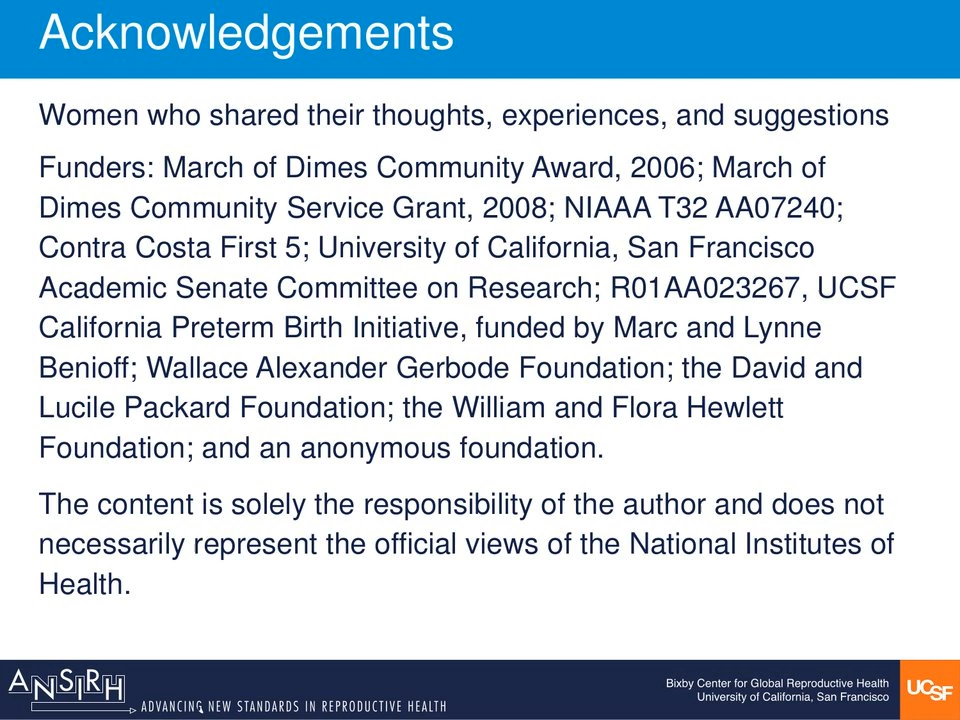 Acknowledgements
Women who shared their thoughts, experiences, and suggestions
Funders: March of Dimes Community Award, 2006; March of
Dimes Community Service Grant, 2008; NIAAA T32 AA07240;
Contra Costa First 5; University of California, San Francisco
Academic Senate Committee on Research; R01AA023267, UCSF
California Preterm Birth Initiative, funded by Marc and Lynne
Benioff; Wallace Alexander Gerbode Foundation; the David and
Lucile Packard Foundation; the William and Flora Hewlett
Foundation; and an anonymous foundation.
The content is solely the responsibility of the author and does not
necessarily represent the official views of the National Institutes of
Health.
ANSIRH
ADVANCING NEW STANDARDS IN REPRODUCTIVE HEALTH
Bixby Center for Global Reproductive Health
University of California, San Francisco
UCSF